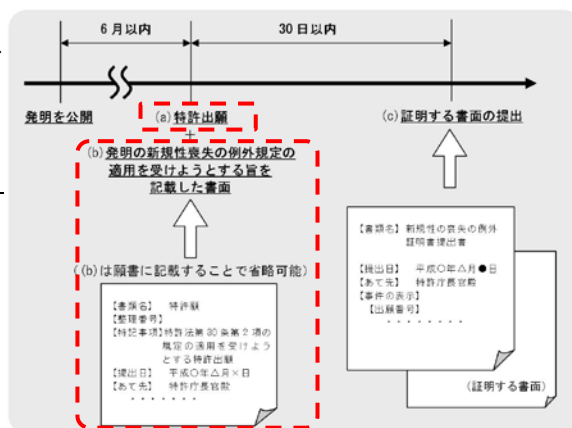 6月以内
30日以内
発明を公開
(a)特許出願
+
(b)発明の新規性喪失の例外規定の
適用を受けようとする旨を
記載した書面
((b)は願書に記載することで省略可能)
【書類名】 特許願
【整理番号】
【特記事項】特許法第30条第2項の
規定の適用を受けよう
とする特許出願
【提出日】 平成○年△月×日
【あて先】 特許庁長官殿
・・・・・・・
(c)証明する書面の提出
【書類名】新規性の喪失の例外
証明書提出書
【提出日】 平成○年△月●日
【あて先】 特許庁長官殿
【事件の表示】
【出願番号】
・・・・・・・・
(証明する書面)